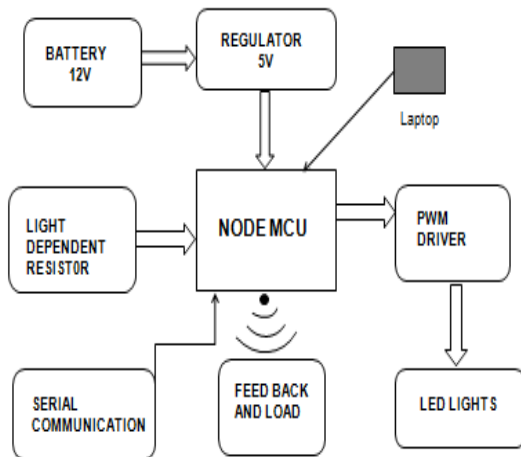 BATTERY
12V
REGULATOR
5V
Laptop
LIGHT
DEPENDENT
RESISTOR
NODE MCU
PWM
DRIVER
SERIAL
COMMUNICATION
FEED BACK
AND LOAD
LED LIGHTS